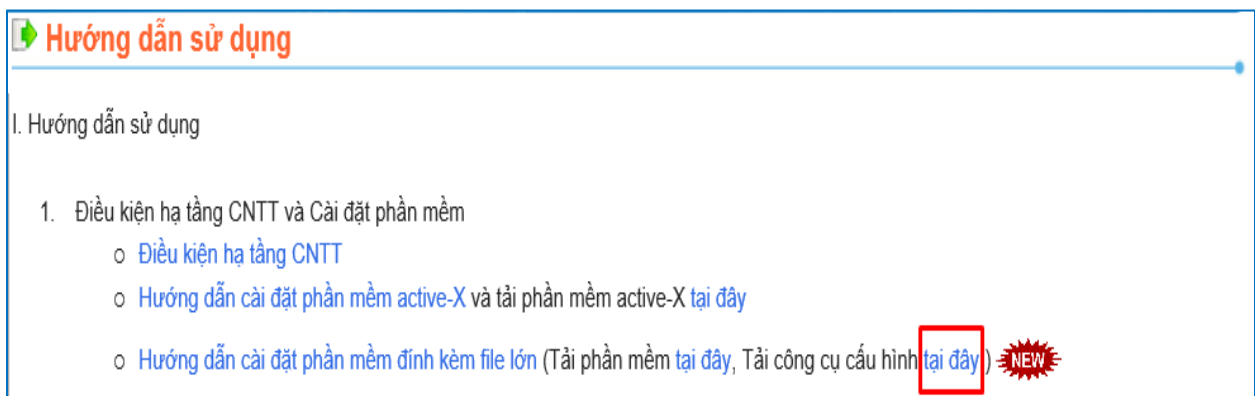 Hướng dẫn sử dụng
I. Hướng dẫn sử dụng
1. Điều kiện hạ tầng CNTT và Cài đặt phần mềm
o Điều kiện hạ tầng CNTT
o Hướng dẫn cài đặt phần mềm active-X và tải phần mềm active-X tại đây
o Hướng dẫn cài đặt phần mềm đính kèm file lớn (Tải phần mềm tại đây, Tải công cụ cấu hình tại đây ) NEW